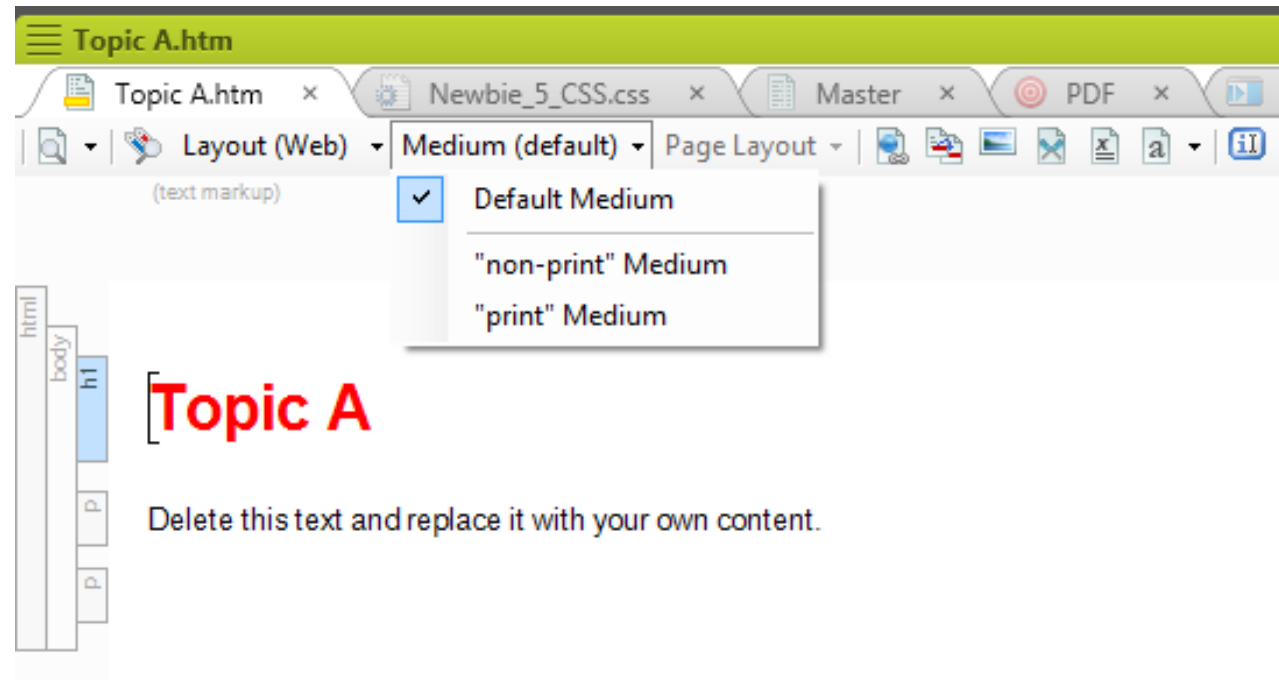 Topic A.htm
Topic A.htm × Newbie_5_CSS.css × Master × PDF ×
Layout (Web) Medium (default) Page Layout x a
(text markup)
Default Medium
"non-print" Medium
"print" Medium
html
body
h1
Topic A
p
Delete this text and replace it with your own content.
p